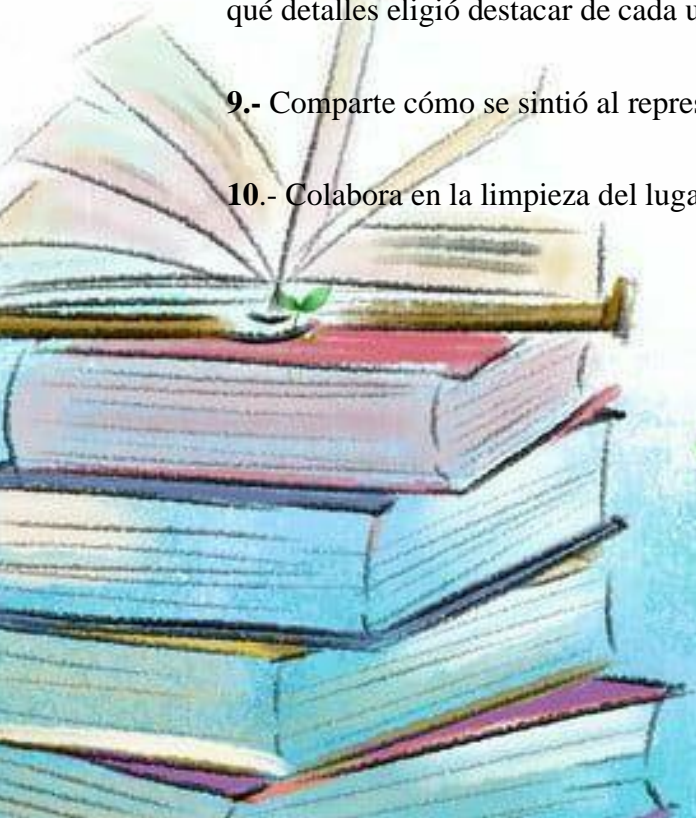 qué detalles eligió destacar de cada u
9.- Comparte cómo se sintió al repres
10.- Colabora en la limpieza del luga